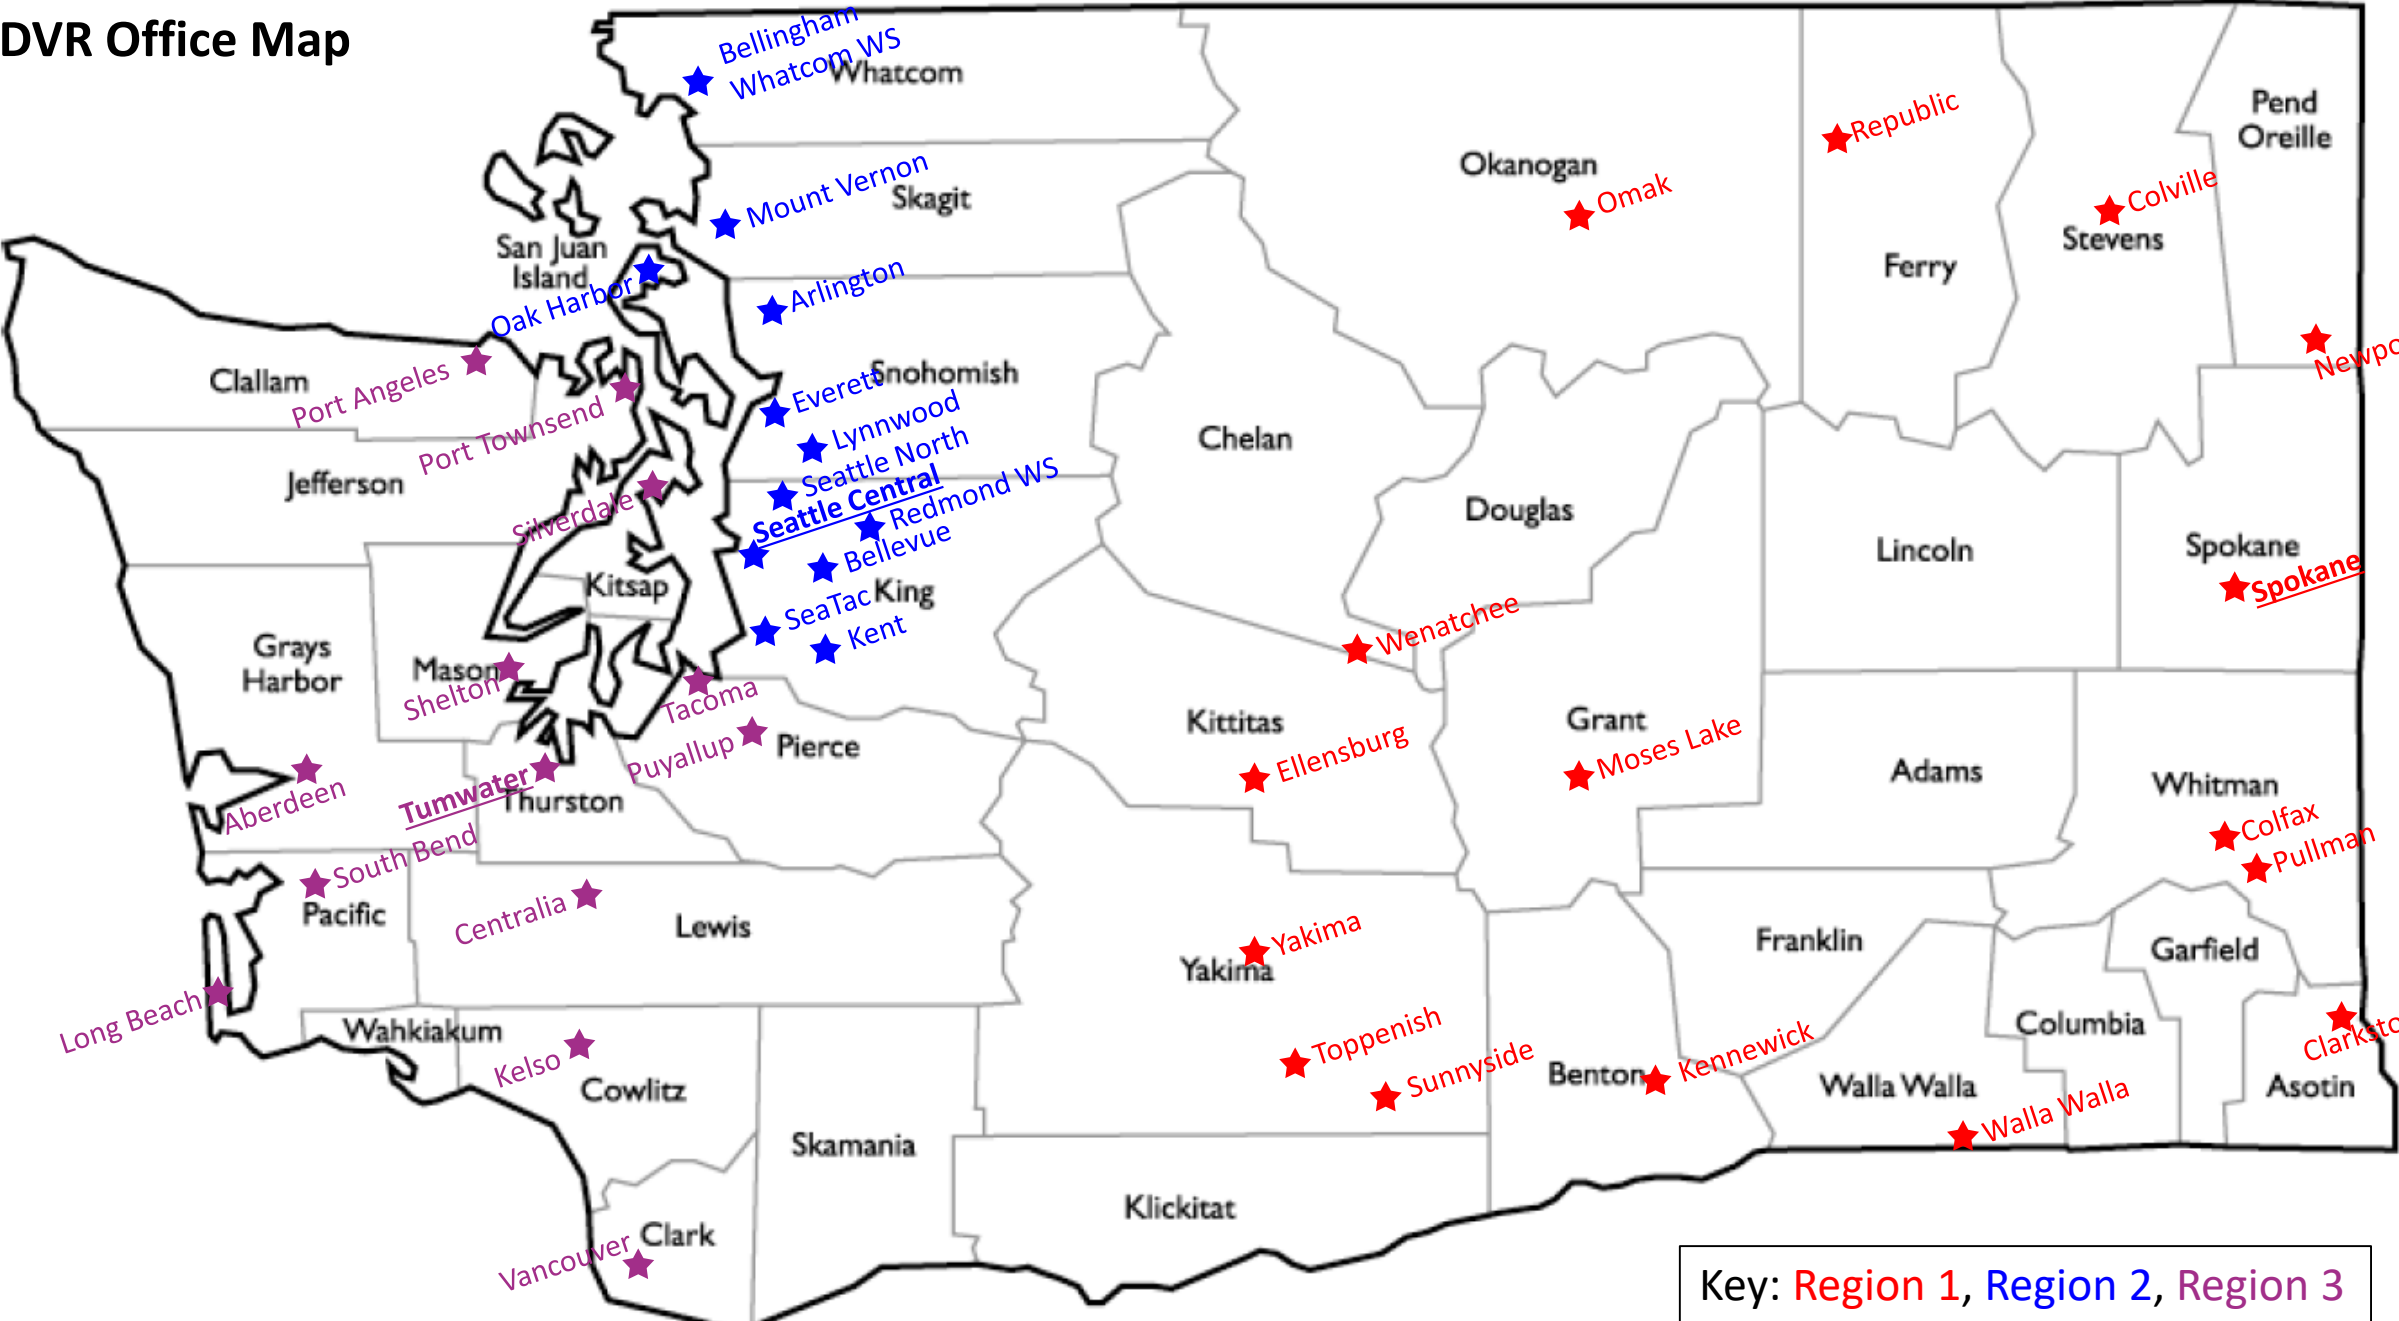 DVR Office Map
Bellingham
Whatcom WS
Whatcom
Pend
Oreille
Republic
Okanogan
Omak
Colville
Stevens
Mount Vernon
Skagit
San Juan
Island
Ferry
Oak Harbor
Arlington
Newpo
Clallam
Port Angeles
Snohomish
Everett
Port Townsend
Lynnwood
Seattle North
Chelan
Jefferson
Silverdale
Seattle Central
Redmond WS
Bellevue
Douglas
Lincoln
Spokane
Spokane
Kitsap
King
SeaTac
Kent
Wenatchee
Grays
Harbor
Mason
Shelton
Tacoma
Puyallup
Pierce
Kittitas
Ellensburg
Grant
Moses Lake
Adams
Whitman
Colfax
Pullman
Aberdeen
Tumwater
Thurston
South Bend
Pacific
Centralia
Lewis
Yakima
Yakima
Franklin
Garfield
Long Beach
Wahkiakum
Kelso
Cowlitz
Toppenish
Sunnyside
Benton
Kennewick
Columbia
Clarksto
Walla Walla
Walla Walla
Asotin
Skamania
Klickitat
Clark
Vancouver
Key: Region 1, Region 2, Region 3